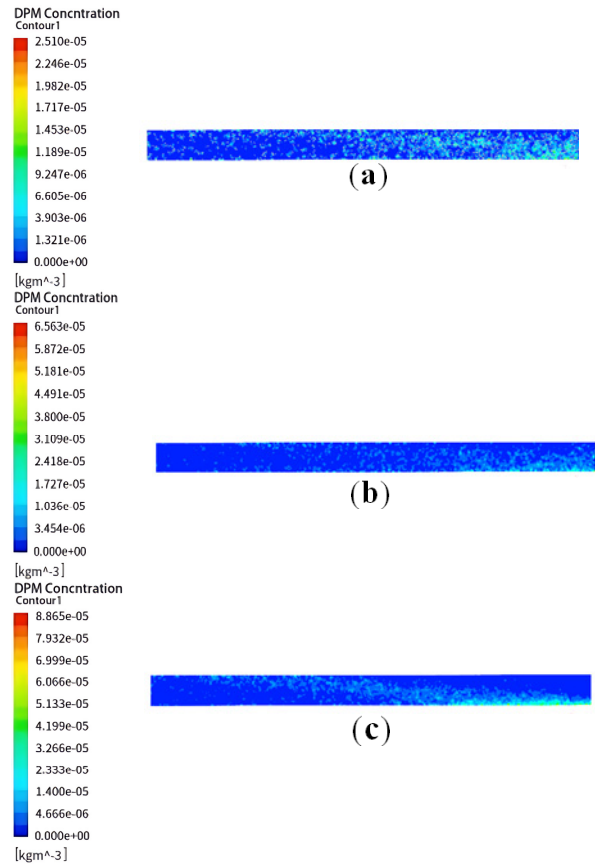 DPM Concntration
Contour1
2.510e-05
2.246e-05
1.982e-05
1.717e-05
1.453e-05
1.189e-05
9.247e-06
6.605e-06
3.903e-06
1.321e-06
0.000e+00
[kgm^-3]
(a)
DPM Concntration
Contour1
6.563e-05
5.872e-05
5.181e-05
4.491e-05
3.800e-05
3.109e-05
2.418e-05
1.727e-05
1.036e-05
3.454e-06
0.000e+00
[kgm^-3]
(b)
DPM Concntration
Contour1
8.865e-05
7.932e-05
6.999e-05
6.066e-05
5.133e-05
4.199e-05
3.266e-05
2.333e-05
1.400e-05
4.666e-06
0.000e+00
[kgm^-3]
(c)